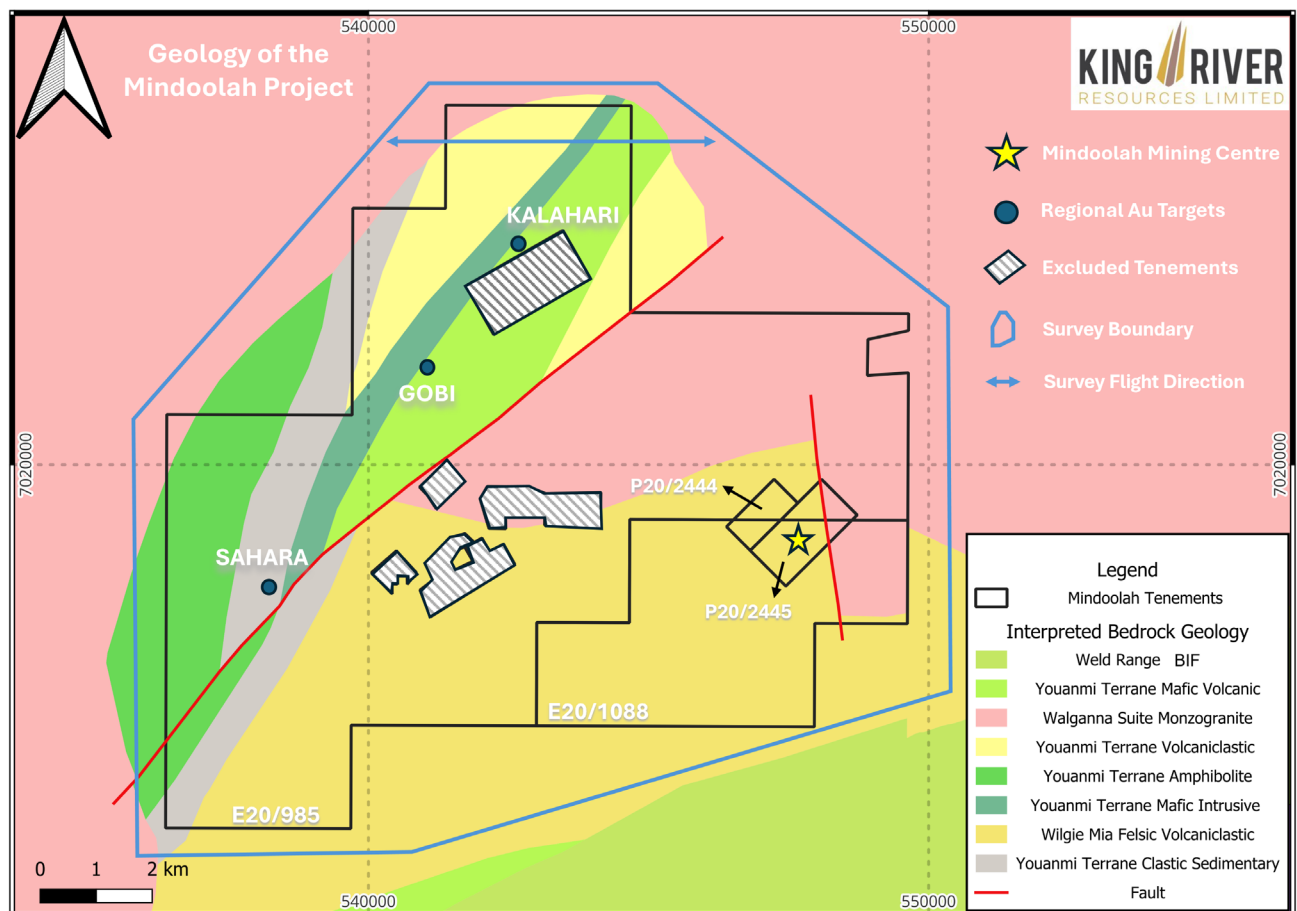 540000
550000
Geology of the
Mindoolah Project
KING RIVER
RESOURCES LIMITED
Mindoolah Mining Centre
Regional Au Targets
KALAHARI
Excluded Tenements
Survey Boundary
Survey Flight Direction
GOBI
7020000
7020000
P20/2444
SAHARA
P20/2445
E20/1088
E20/985
Legend
Mindoolah Tenements
Interpreted Bedrock Geology
Weld Range BIF
Youanmi Terrane Mafic Volcanic
Walganna Suite Monzogranite
Youanmi Terrane Volcaniclastic
Youanmi Terrane Amphibolite
Youanmi Terrane Mafic Intrusive
Wilgie Mia Felsic Volcaniclastic
Youanmi Terrane Clastic Sedimentary
Fault
0 1 2 km
540000
550000